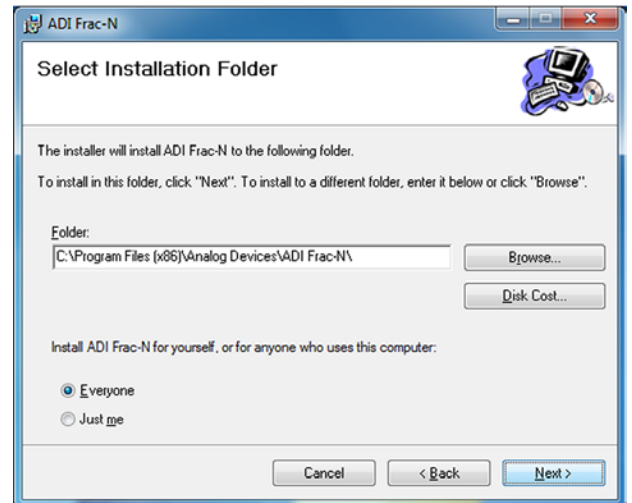 ADI Frac-N
Select Installation Folder
The installer will install ADI Frac-N to the following folder.
To install in this folder, click "Next". To install to a different folder, enter it below or click "Browse".
Folder:
C:\Program Files (x86)\Analog Devices\ADI Frac-N\
Browse...
Disk Cost...
Install ADI Frac-N for yourself, or for anyone who uses this computer:
Everyone
Just me
Cancel
< Back
Next >